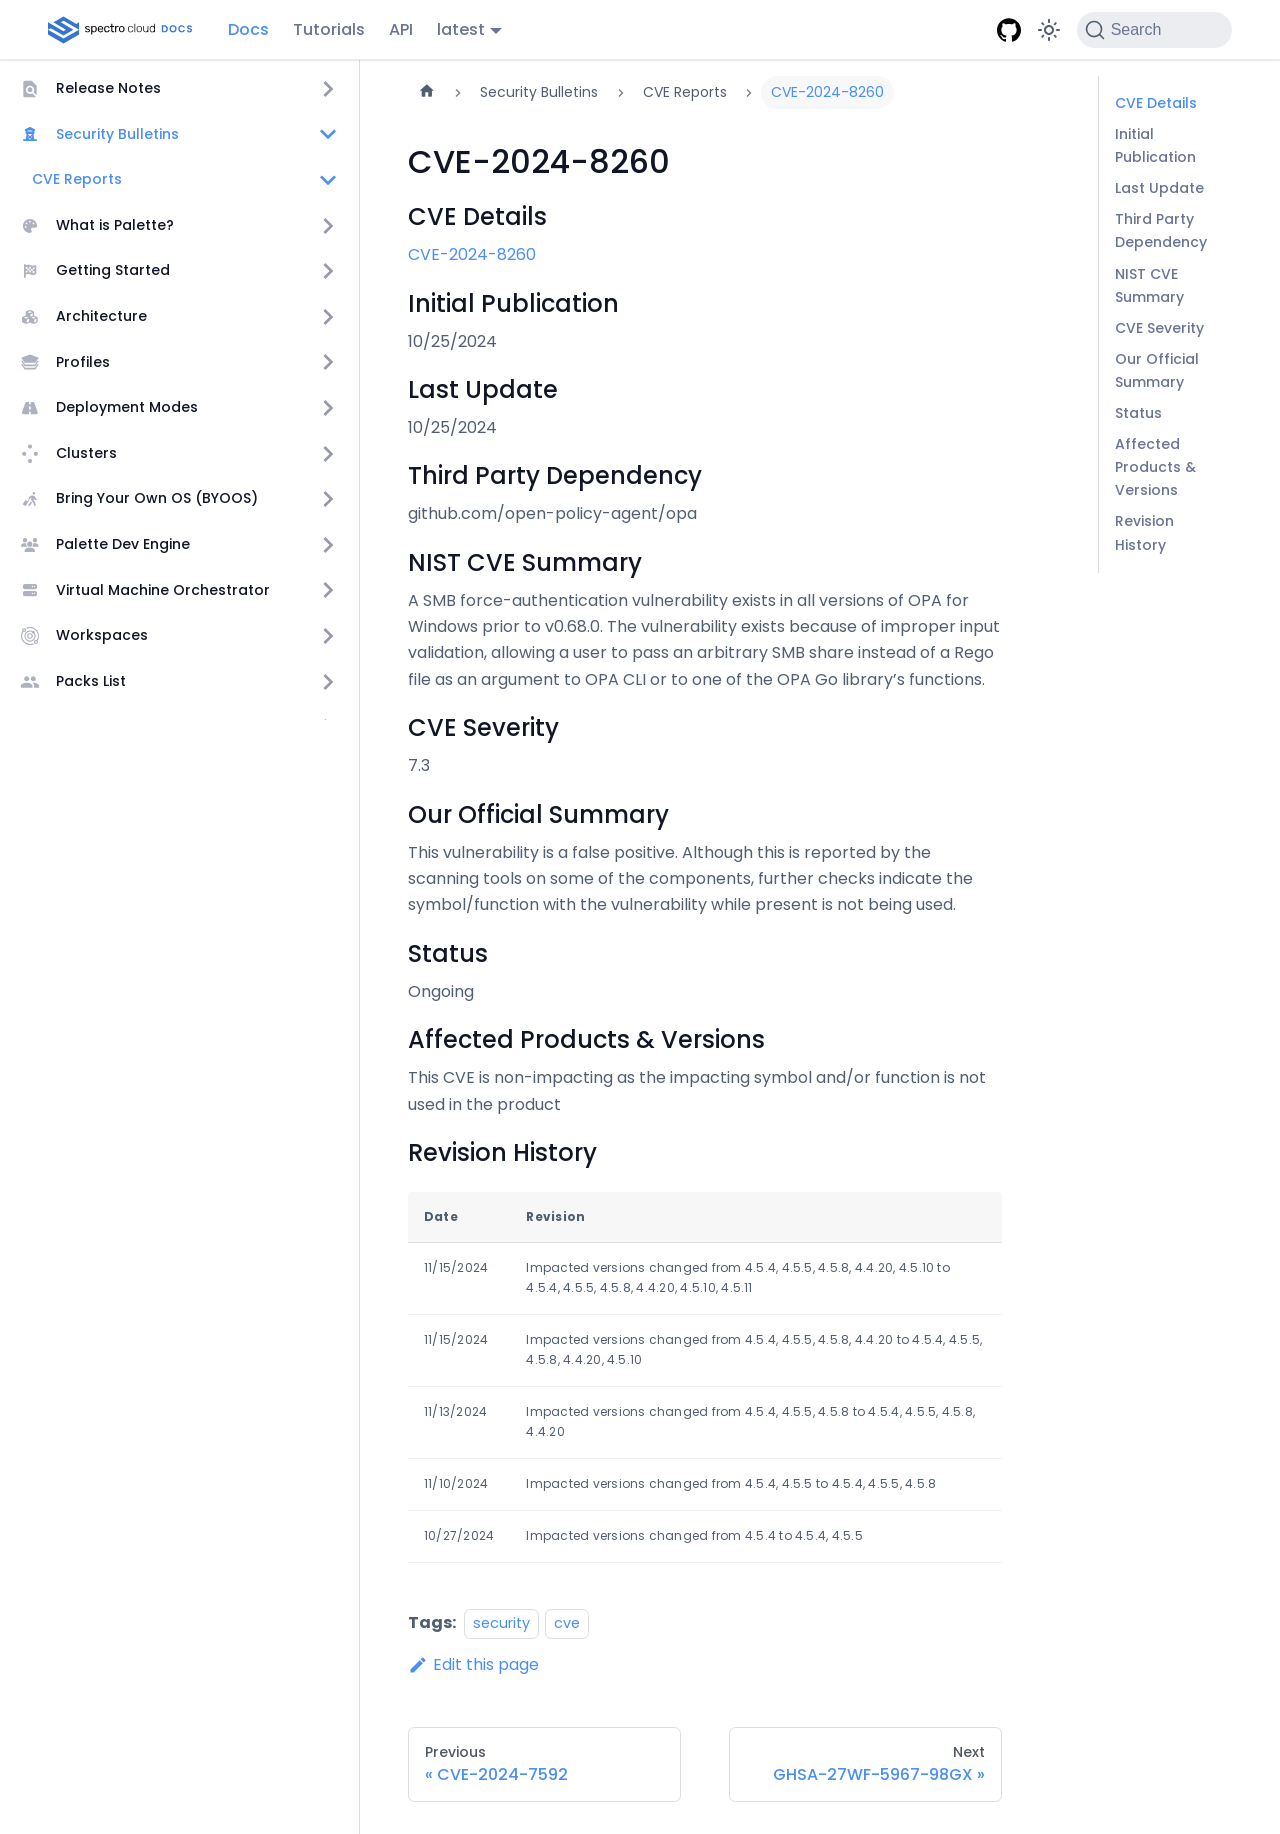 spectro cloud DOCS
Docs
Tutorials
API
latest
Search
Release Notes
Security Bulletins
CVE Reports
What is Palette?
Getting Started
Architecture
Profiles
Deployment Modes
Clusters
Bring Your Own OS (BYOOS)
Palette Dev Engine
Virtual Machine Orchestrator
Workspaces
Packs List
Security Bulletins
CVE Reports
CVE-2024-8260
CVE-2024-8260
CVE Details
CVE-2024-8260
Initial Publication
10/25/2024
Last Update
10/25/2024
Third Party Dependency
github.com/open-policy-agent/opa
NIST CVE Summary
A SMB force-authentication vulnerability exists in all versions of OPA for
Windows prior to v0.68.0. The vulnerability exists because of improper input
validation, allowing a user to pass an arbitrary SMB share instead of a Rego
file as an argument to OPA CLI or to one of the OPA Go library’s functions.
CVE Severity
7.3
Our Official Summary
This vulnerability is a false positive. Although this is reported by the
scanning tools on some of the components, further checks indicate the
symbol/function with the vulnerability while present is not being used.
Status
Ongoing
Affected Products & Versions
This CVE is non-impacting as the impacting symbol and/or function is not
used in the product
Revision History
Date Revision
11/15/2024 Impacted versions changed from 4.5.4, 4.5.5, 4.5.8, 4.4.20, 4.5.10 to
4.5.4, 4.5.5, 4.5.8, 4.4.20, 4.5.10, 4.5.11
11/15/2024 Impacted versions changed from 4.5.4, 4.5.5, 4.5.8, 4.4.20 to 4.5.4, 4.5.5,
4.5.8, 4.4.20, 4.5.10
11/13/2024 Impacted versions changed from 4.5.4, 4.5.5, 4.5.8 to 4.5.4, 4.5.5, 4.5.8,
4.4.20
11/10/2024 Impacted versions changed from 4.5.4, 4.5.5 to 4.5.4, 4.5.5, 4.5.8
10/27/2024 Impacted versions changed from 4.5.4 to 4.5.4, 4.5.5
Tags: security cve
Edit this page
Previous
« CVE-2024-7592
Next
GHSA-27WF-5967-98GX »
CVE Details
Initial
Publication
Last Update
Third Party
Dependency
NIST CVE
Summary
CVE Severity
Our Official
Summary
Status
Affected
Products &
Versions
Revision
History